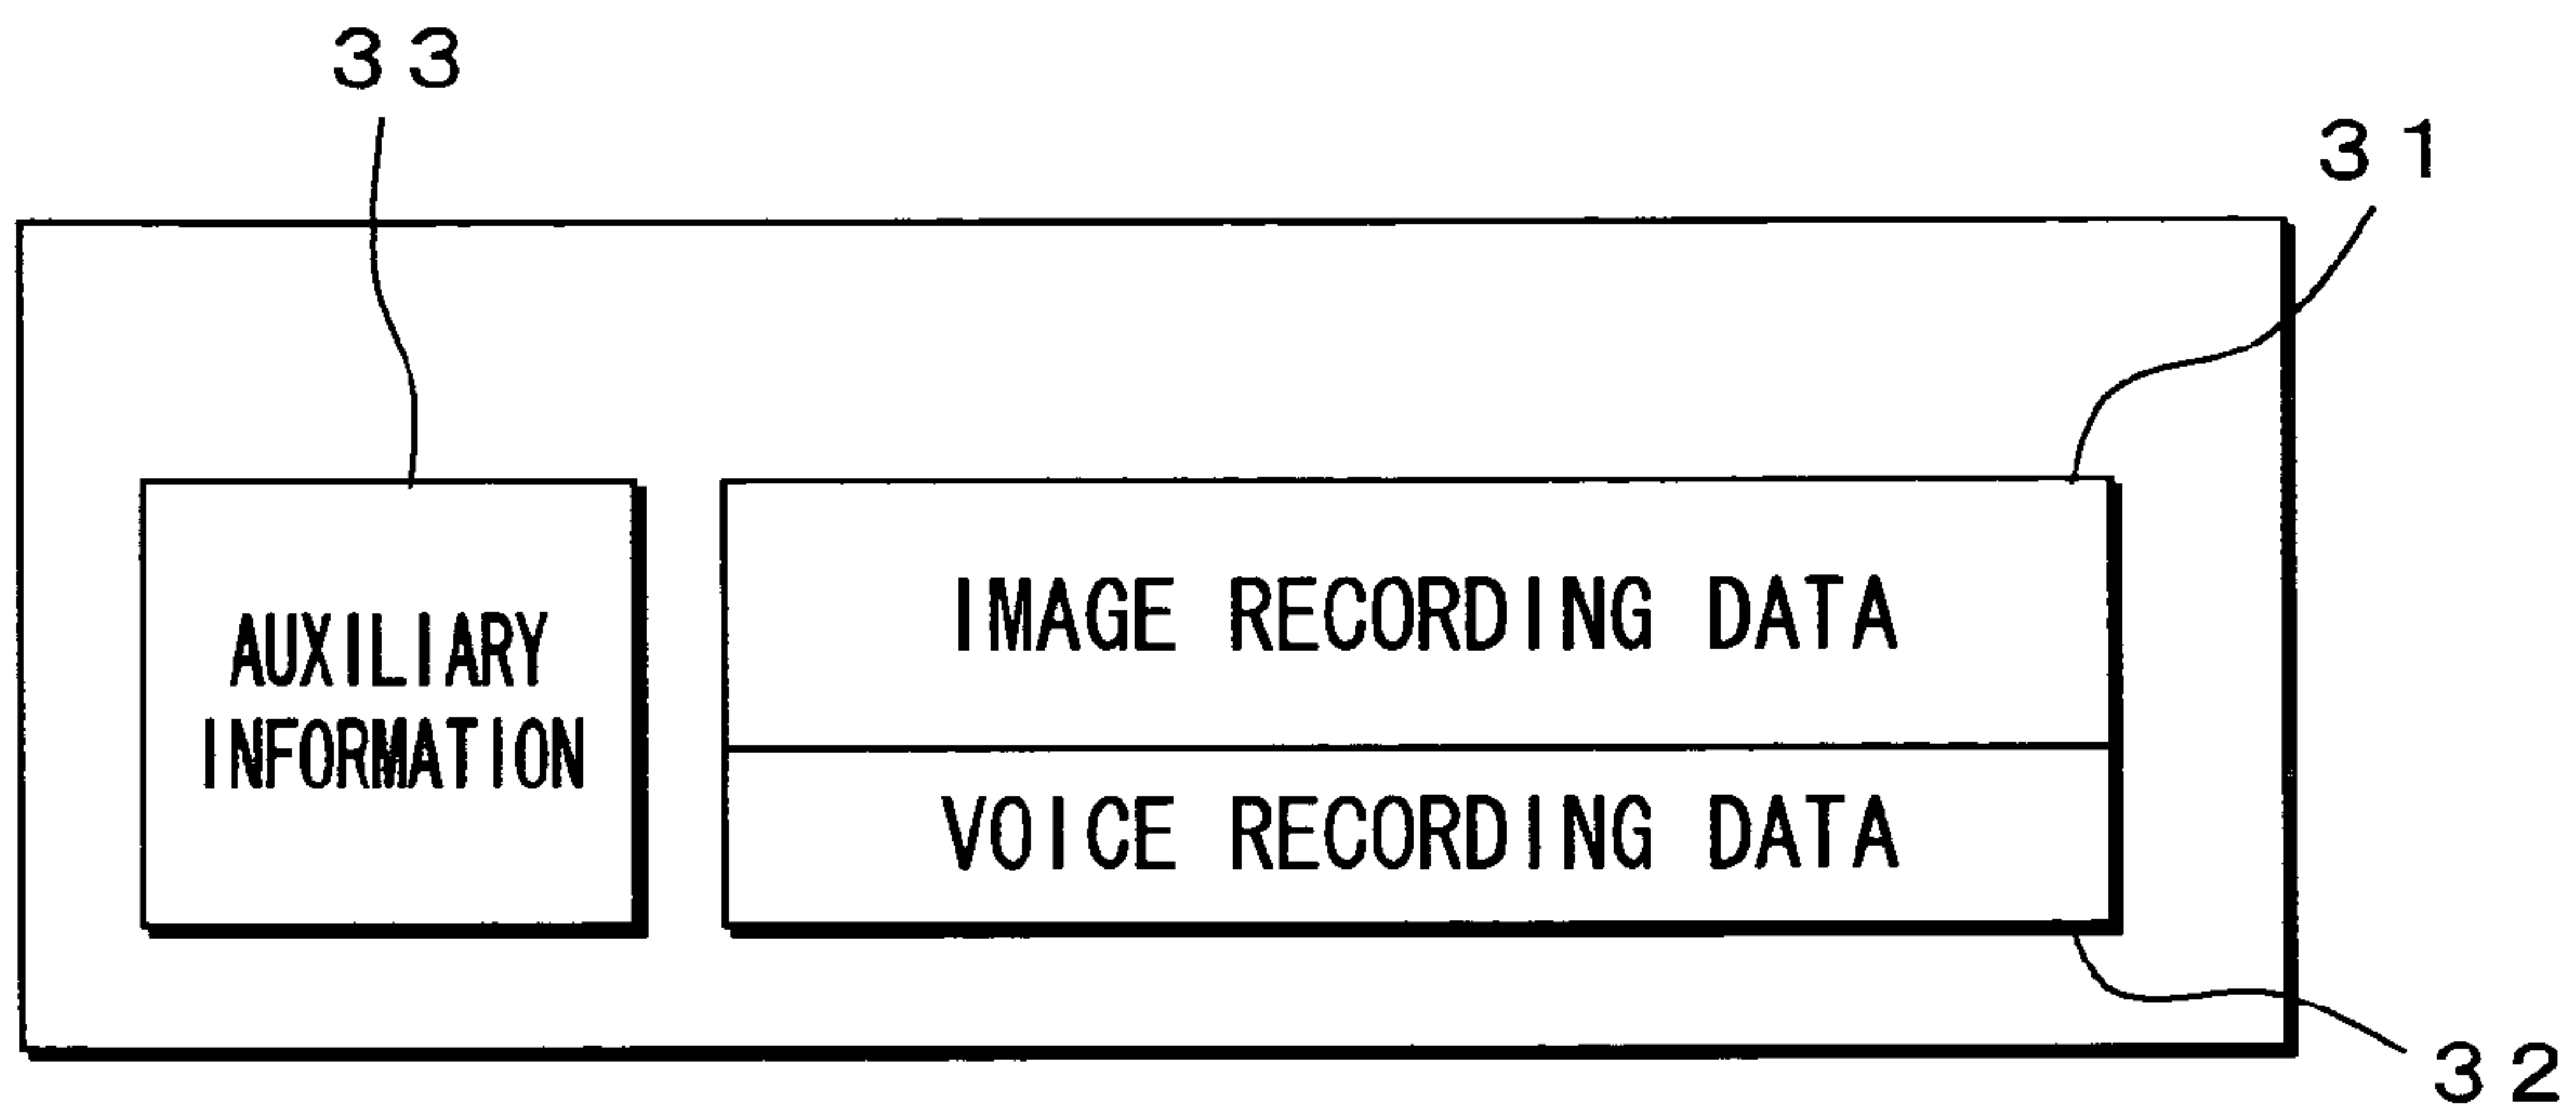 33
31
AUXILIARY
INFORMATION
IMAGE RECORDING DATA
VOICE RECORDING DATA
32